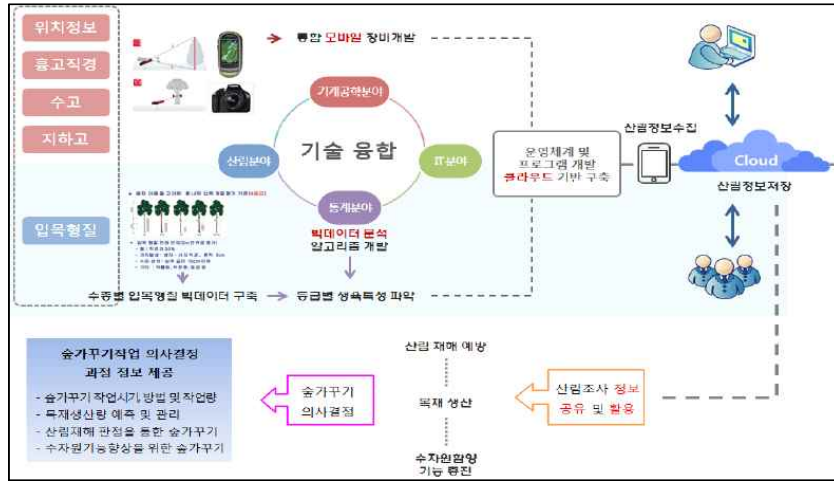 위치정보
흉고직경
수고
지하고
입목형질
통합 모바일 장비개발
기계공학분야
산림분야
기술 융합
IT분야
통계분야
빅데이터 분석
알고리즘 개발
수종별 입목형질 빅데이터 구축
등급별 생육특성 파악
운영체계 및
프로그램 개발
클라우드 기반 구축
산림정보수집
Cloud
산림정보저장
숲가꾸기작업 의사결정
과정 정보 제공
- 숲가꾸기 작업시기, 방법 및 작업량
- 목재생산량 예측 및 관리
- 산림재해 판정을 통한 숲가꾸기
- 수자원기능향상을 위한 숲가꾸기
숲가꾸기
의사결정
산림 재해 예방
목재 생산
수자원함양
기능 증진
산림조사 정보
공유 및 활용